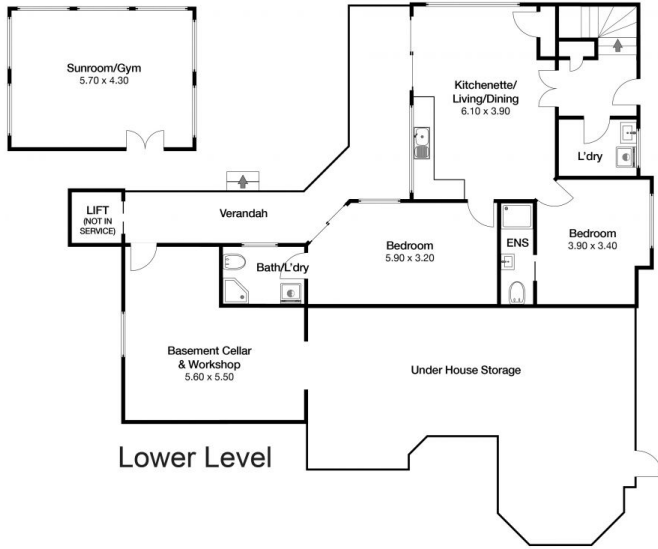 Sunroom/Gym
5.70 x 4.30
Kitchenette/
Living/Dining
6.10 x 3.90
L'dry
LIFT
(NOT IN
SERVICE)
Verandah
Bath/L'dry
Bedroom
5.90 x 3.20
ENS
Bedroom
3.90 x 3.40
Basement Cellar
& Workshop
5.60 x 5.50
Under House Storage
Lower Level